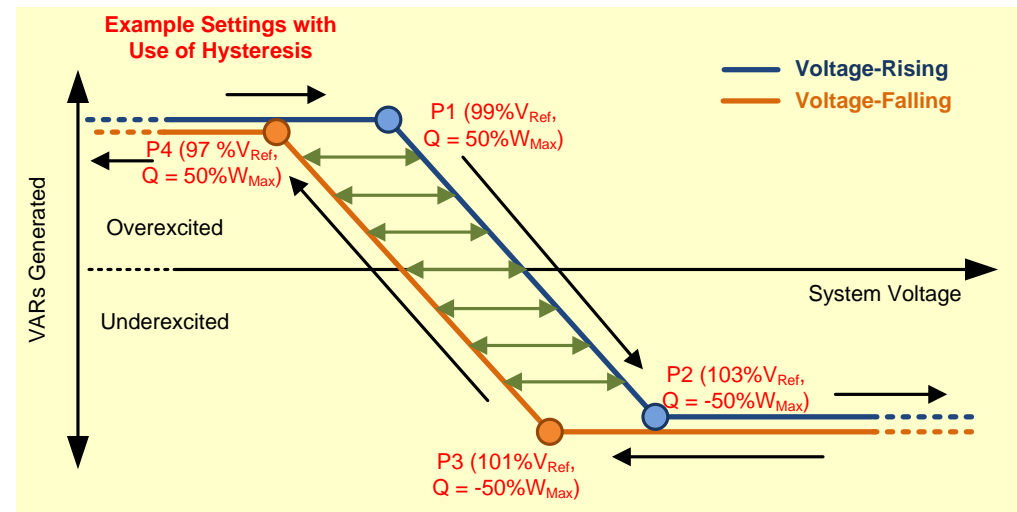 Example Settings with
Use of Hysteresis
Voltage-Rising
Voltage-Falling
P1 (99%VRef,
Q = 50%WMax)
P4 (97 %VRef,
Q = 50%WMax)
VARs Generated
Overexcited
Underexcited
System Voltage
P2 (103%VRef,
Q = -50%WMax)
P3 (101%VRef,
Q = -50%WMax)